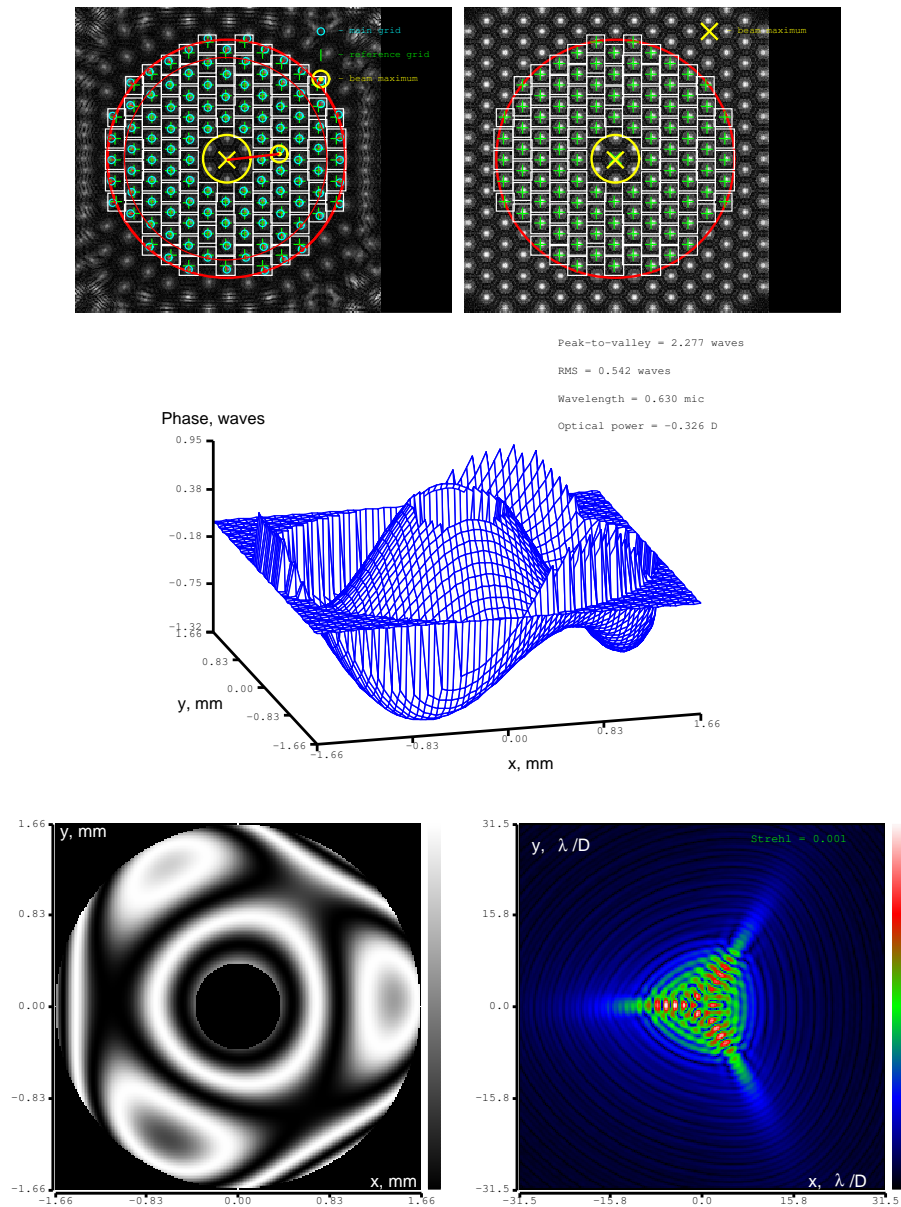 - main grid
- reference grid
- beam maximum
- beam maximum
Peak-to-valley = 2.277 waves
RMS = 0.542 waves
Wavelength = 0.630 mic
Optical power = -0.326 D
Phase, waves
0.95
0.38
-0.18
-0.75
-1.32
1.66
0.83
0.00
-0.83
-1.66
y, mm
-1.66
-0.83
0.00
0.83
1.66
x, mm
1.66
0.83
0.00
-0.83
-1.66
y, mm
x, mm
-1.66
-0.83
0.00
0.83
1.66
31.5
15.8
0.0
-15.8
-31.5
y, λ/D
Strehl = 0.001
x, λ/D
-31.5
-15.8
0.0
15.8
31.5